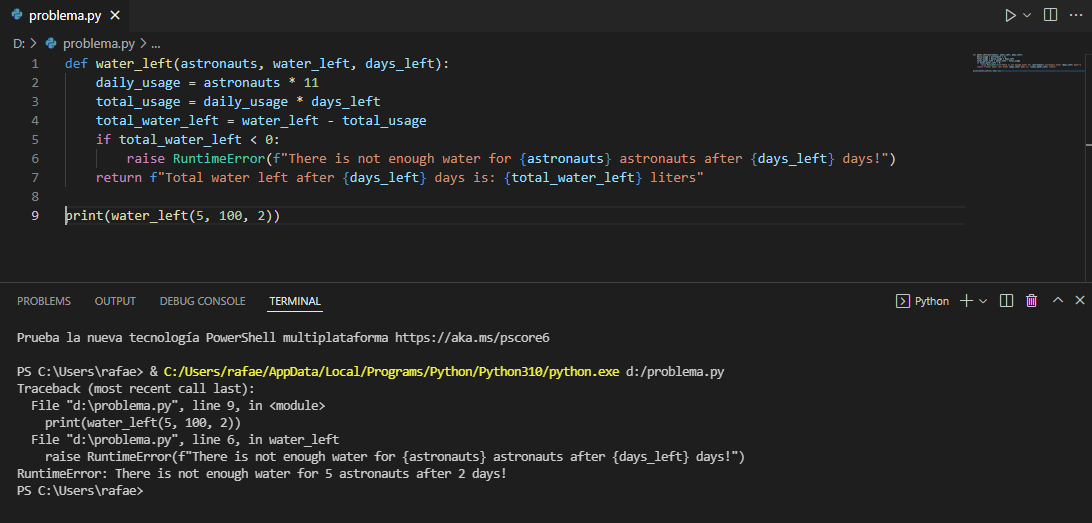 problema.py
D: > problema.py > ...
1 def water_left(astronauts, water_left, days_left):
2     daily_usage = astronauts * 11
3     total_usage = daily_usage * days_left
4     total_water_left = water_left - total_usage
5     if total_water_left < 0:
6         raise RuntimeError(f"There is not enough water for {astronauts} astronauts after {days_left} days!")
7     return f"Total water left after {days_left} days is: {total_water_left} liters"
8
9 print(water_left(5, 100, 2))
PROBLEMS OUTPUT DEBUG CONSOLE TERMINAL Python
Prueba la nueva tecnología PowerShell multiplataforma https://aka.ms/pscore6
PS C:\Users\rafae> & C:/Users/rafae/AppData/Local/Programs/Python/Python310/python.exe d:/problema.py
Traceback (most recent call last):
  File "d:\problema.py", line 9, in <module>
    print(water_left(5, 100, 2))
  File "d:\problema.py", line 6, in water_left
    raise RuntimeError(f"There is not enough water for {astronauts} astronauts after {days_left} days!")
RuntimeError: There is not enough water for 5 astronauts after 2 days!
PS C:\Users\rafae>